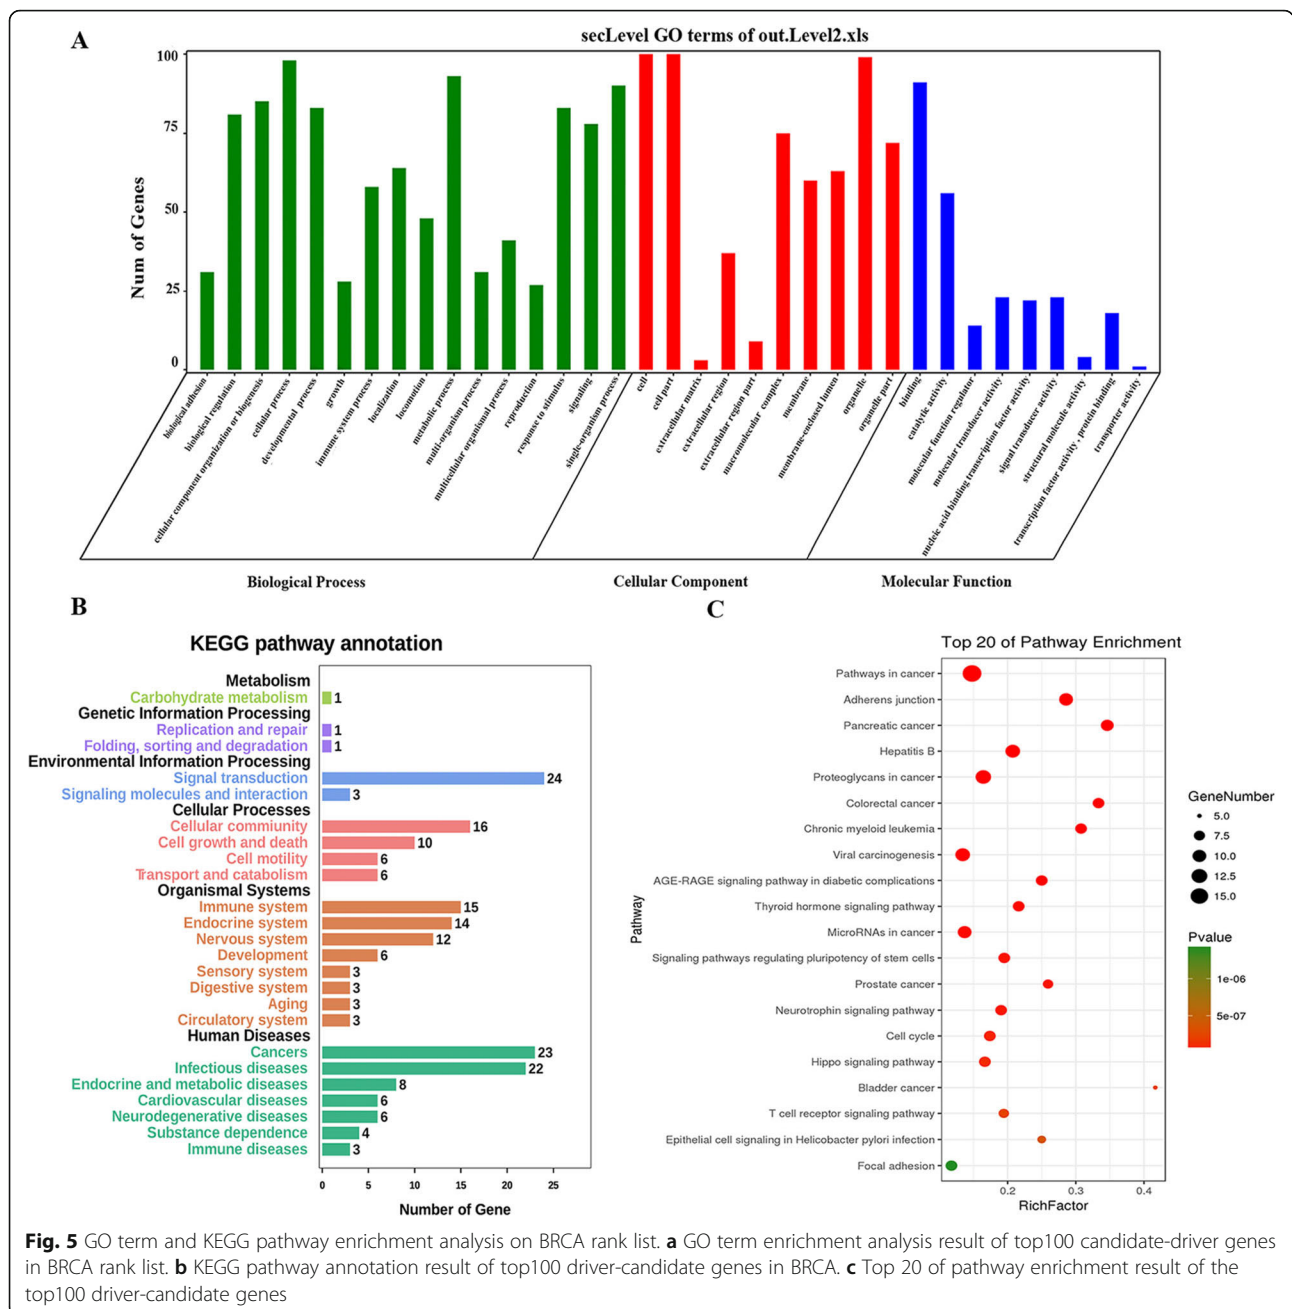 A
secLevel GO terms of out.Level2.xls
Num of Genes
100
75
50
25
0
biological adhesion
biological regulation
cellular component organization or biogenesis
cellular process
developmental process
growth
immune system process
localization
locomotion
metabolic process
multi-organism process
multicellular organismal process
reproduction
response to stimulus
signaling
single-organism process
cell
cell part
extracellular matrix
extracellular region
extracellular region part
macromolecular complex
membrane
membrane-enclosed lumen
organelle
organelle part
binding
catalytic activity
molecular function regulator
molecular transducer activity
nucleic acid binding transcription factor activity
signal transducer activity
structural molecule activity
transcription factor activity , protein binding
transporter activity
Biological Process
Cellular Component
Molecular Function
B
KEGG pathway annotation
Metabolism
Carbohydrate metabolism 1
Genetic Information Processing
Replication and repair 1
Folding, sorting and degradation 1
Environmental Information Processing
Signal transduction 24
Signaling molecules and interaction 3
Cellular Processes
Cellular commiunity 16
Cell growth and death 10
Cell motility 6
Transport and catabolism 6
Organismal Systems
Immune system 15
Endocrine system 14
Nervous system 12
Development 6
Sensory system 3
Digestive system 3
Aging 3
Circulatory system 3
Human Diseases
Cancers 23
Infectious diseases 22
Endocrine and metabolic diseases 8
Cardiovascular diseases 6
Neurodegenerative diseases 6
Substance dependence 4
Immune diseases 3
0 5 10 15 20 25
Number of Gene
C
Top 20 of Pathway Enrichment
Pathway
Pathways in cancer
Adherens junction
Pancreatic cancer
Hepatitis B
Proteoglycans in cancer
Colorectal cancer
Chronic myeloid leukemia
Viral carcinogenesis
AGE-RAGE signaling pathway in diabetic complications
Thyroid hormone signaling pathway
MicroRNAs in cancer
Signaling pathways regulating pluripotency of stem cells
Prostate cancer
Neurotrophin signaling pathway
Cell cycle
Hippo signaling pathway
Bladder cancer
T cell receptor signaling pathway
Epithelial cell signaling in Helicobacter pylori infection
Focal adhesion
0.2 0.3 0.4
RichFactor
GeneNumber
5.0
7.5
10.0
12.5
15.0
Pvalue
1e-06
5e-07
Fig. 5 GO term and KEGG pathway enrichment analysis on BRCA rank list. a GO term enrichment analysis result of top100 candidate-driver genes
in BRCA rank list. b KEGG pathway annotation result of top100 driver-candidate genes in BRCA. c Top 20 of pathway enrichment result of the
top100 driver-candidate genes